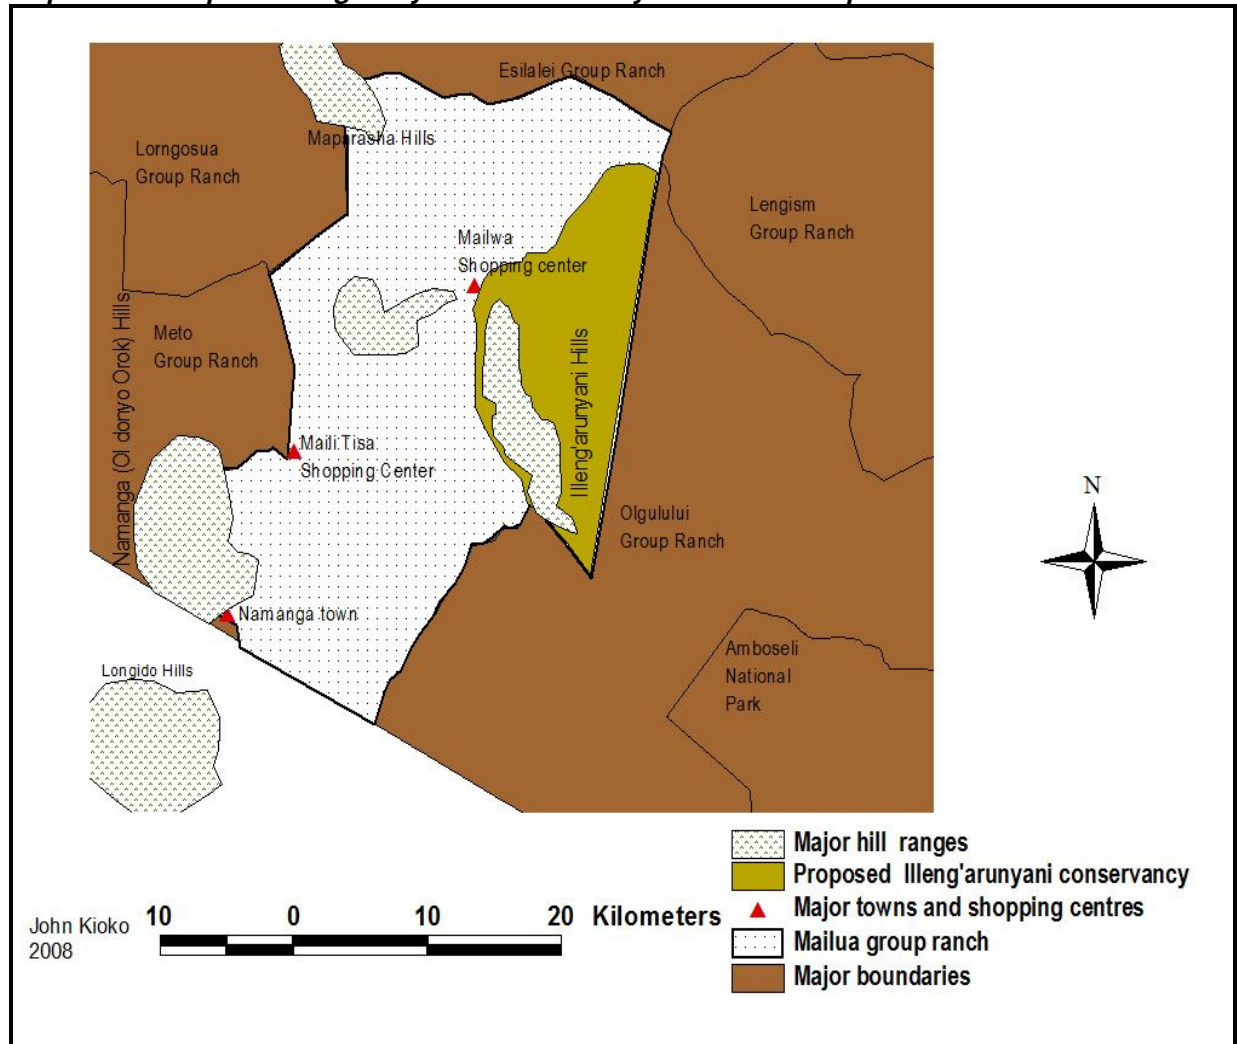 Esilalei Group Ranch
Maparasha Hills
Lorngosua
Group Ranch
Lengism
Group Ranch
Mailwa
Shopping center
Meto
Group Ranch
Namanga (Ol donyo Orok) Hills
Illeng'arunyani Hills
Maili Tisa
Shopping Center
Olgulului
Group Ranch
N
Namanga town
Amboseli
National
Park
Longido Hills
Major hill ranges
Proposed Illeng'arunyani conservancy
Major towns and shopping centres
Mailua group ranch
Major boundaries
John Kioko
2008
10 0 10 20 Kilometers